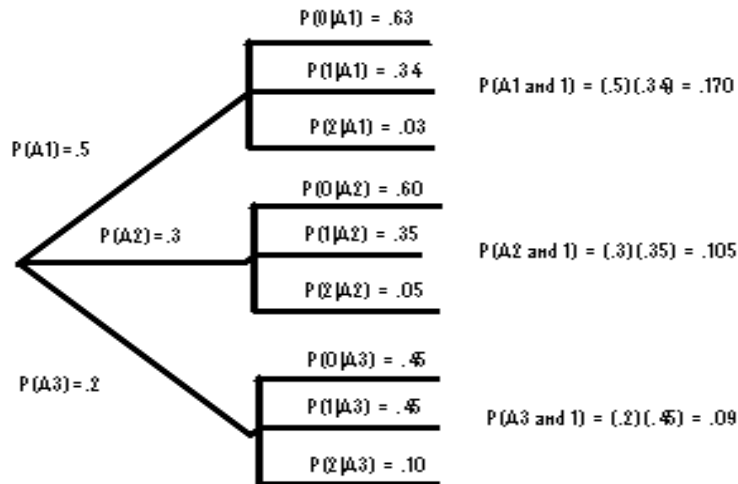 P(0|A1) = .63
P(1|A1) = .34
P(A1 and 1) = (.5)(.34) = .170
P(2|A1) = .03
P(A1) = .5
P(0|A2) = .60
P(A2) = .3
P(1|A2) = .35
P(A2 and 1) = (.3)(.35) = .105
P(2|A2) = .05
P(0|A3) = .45
P(A3) = .2
P(1|A3) = .45
P(A3 and 1) = (.2)(.45) = .09
P(2|A3) = .10